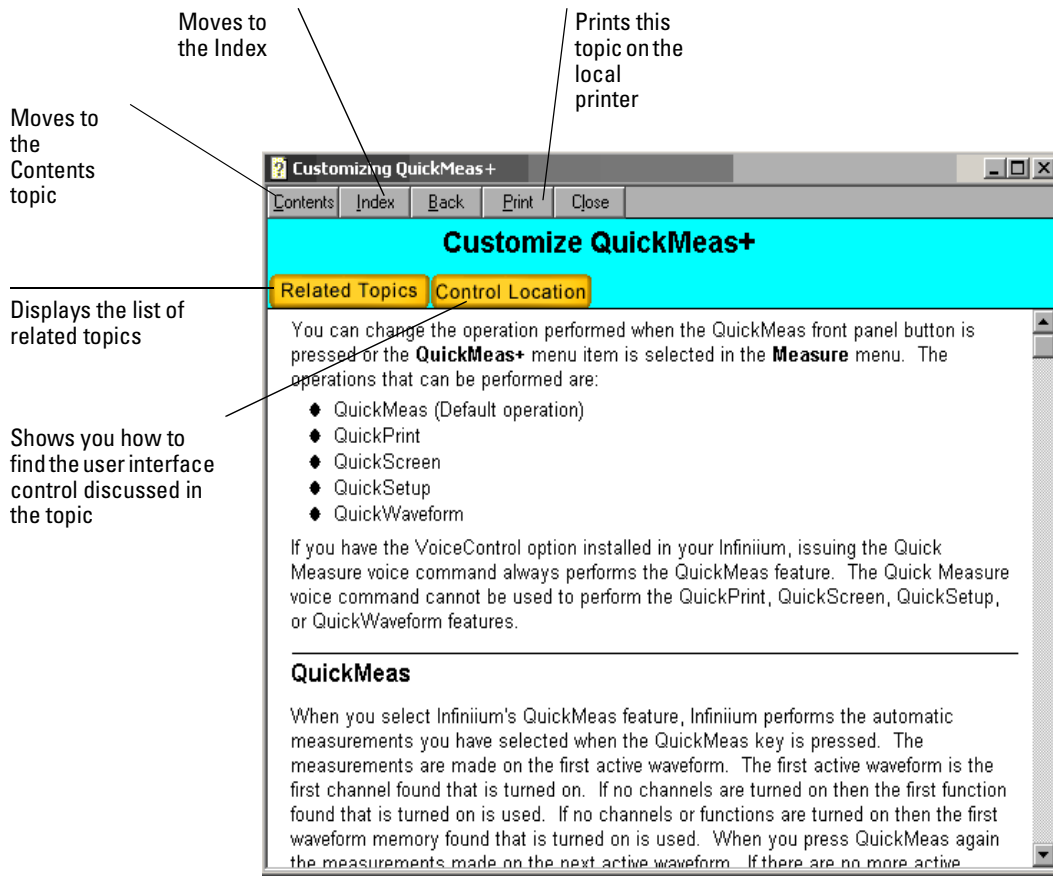 Moves to
the Index
Prints this
topic on the
local
printer
Moves to
the
Contents
topic
Displays the list of
related topics
Shows you how to
find the user interface
control discussed in
the topic
Customizing QuickMeas+
Contents Index Back Print Close
Customize QuickMeas+
Related Topics Control Location
You can change the operation performed when the QuickMeas front panel button is
pressed or the QuickMeas+ menu item is selected in the Measure menu. The
operations that can be performed are:
♦ QuickMeas (Default operation)
♦ QuickPrint
♦ QuickScreen
♦ QuickSetup
♦ QuickWaveform
If you have the VoiceControl option installed in your Infiniium, issuing the Quick
Measure voice command always performs the QuickMeas feature. The Quick Measure
voice command cannot be used to perform the QuickPrint, QuickScreen, QuickSetup,
or QuickWaveform features.
QuickMeas
When you select Infiniium's QuickMeas feature, Infiniium performs the automatic
measurements you have selected when the QuickMeas key is pressed. The
measurements are made on the first active waveform. The first active waveform is the
first channel found that is turned on. If no channels are turned on then the first function
found that is turned on is used. If no channels or functions are turned on then the first
waveform memory found that is turned on is used. When you press QuickMeas again
the measurements made on the next active waveform. If there are no more active